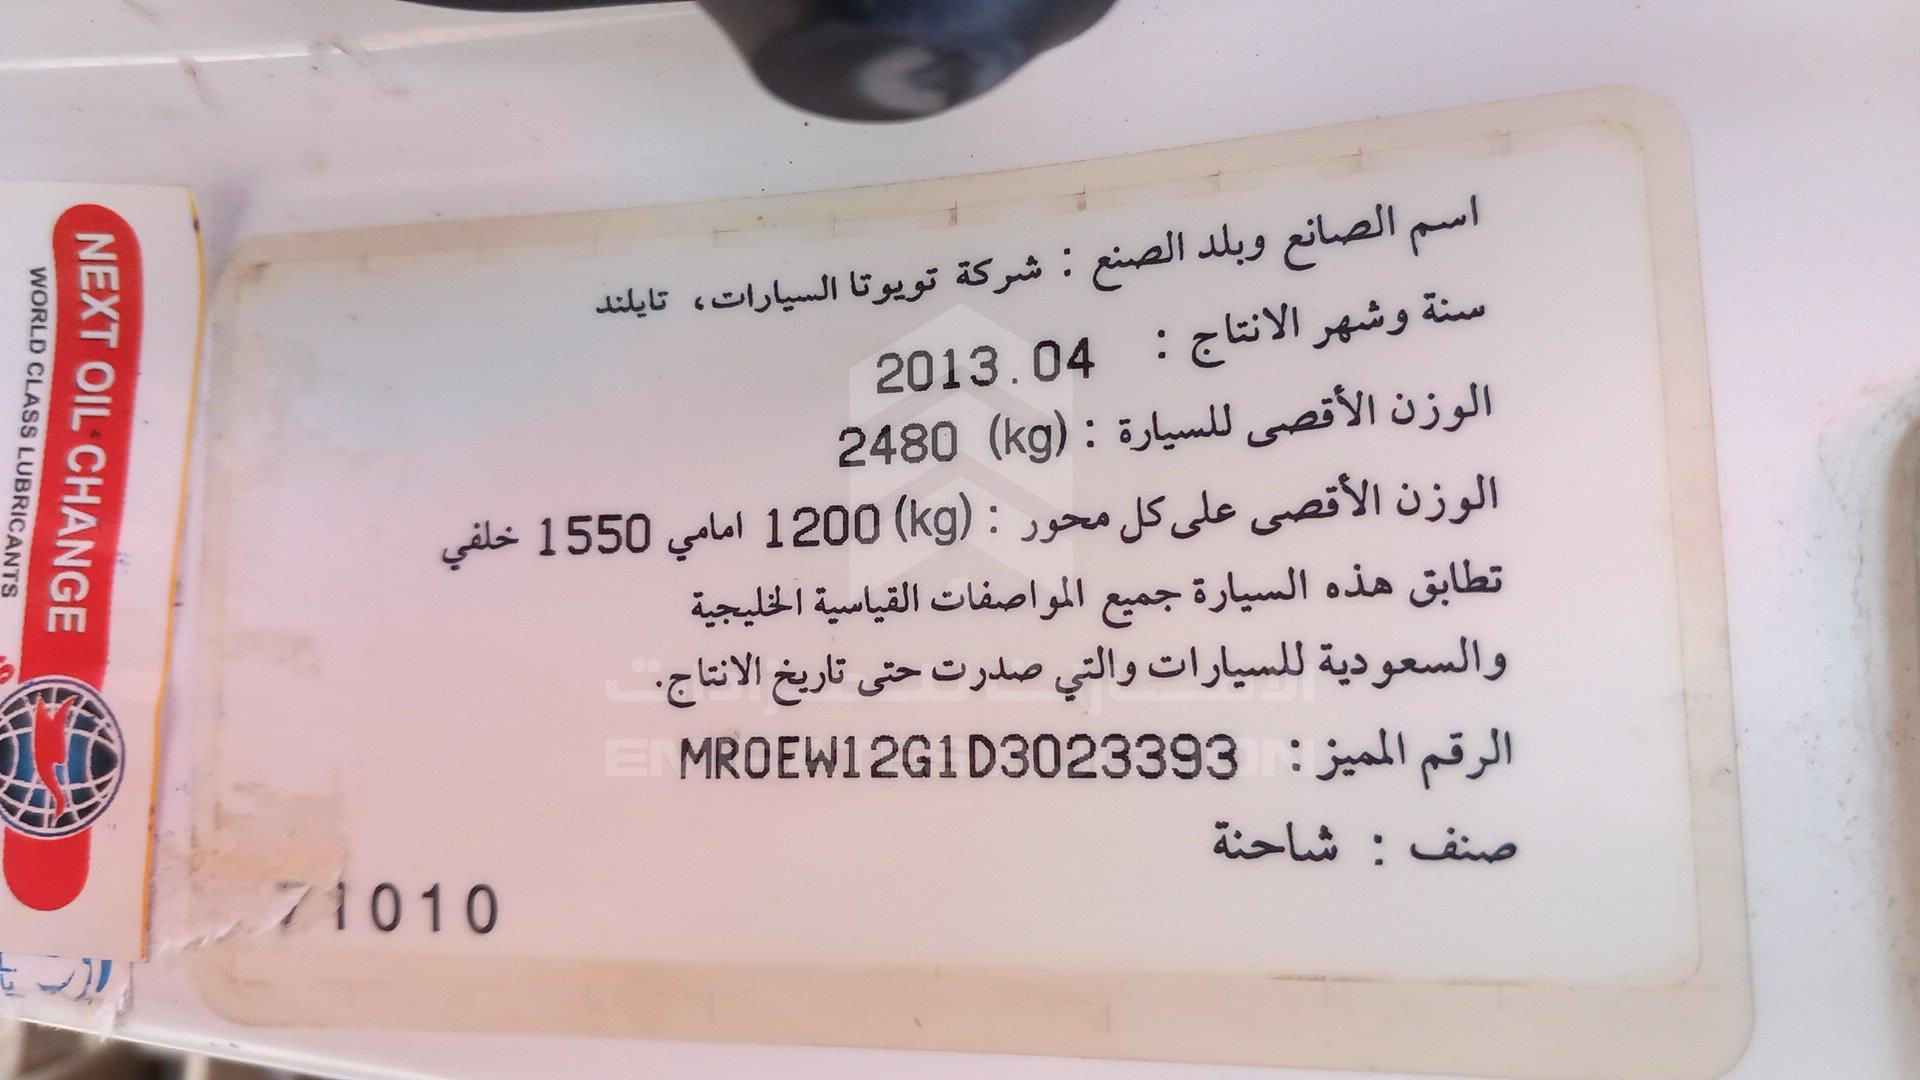 اسم الصانع وبلد الصنع : شركة تويوتا السيارات، تايلند
سنة وشهر الانتاج : 2013.04
الوزن الأقصى للسيارة : (kg) 2480
الوزن الأقصى على كل محور : (kg) 1200 امامي 1550 خلفي
تطابق هذه السيارة جميع المواصفات القياسية الخليجية
والسعودية للسيارات والتي صدرت حتى تاريخ الانتاج.
الرقم المميز : MR0EW12G1D3023393
صنف : شاحنة
71010
NEXT OIL CHANGE
WORLD CLASS LUBRICANTS